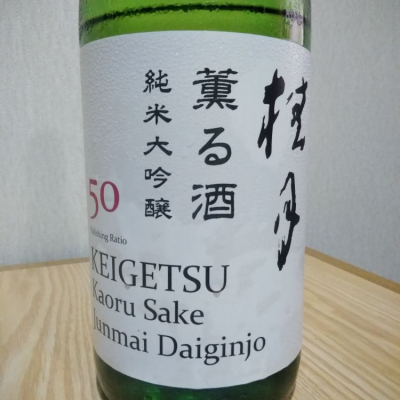 桂月
薫る酒
純米大吟醸
50
Polishing Ratio
KEIGETSU
Kaoru Sake
Junmai Daiginjo